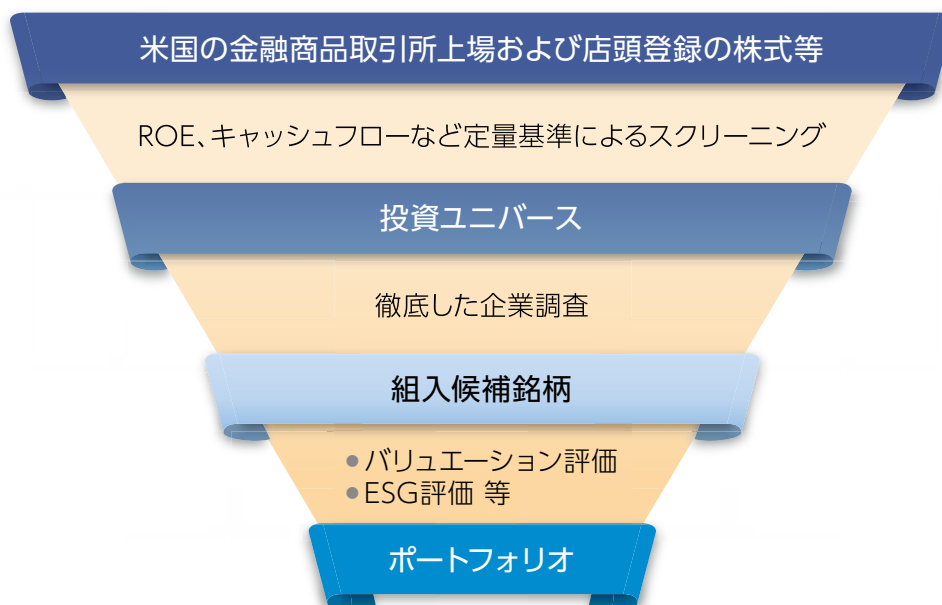 米国の金融商品取引所上場および店頭登録の株式等
ROE、キャッシュフローなど定量基準によるスクリーニング
投資ユニバース
徹底した企業調査
組入候補銘柄
●バリュエーション評価
●ESG評価 等
ポートフォリオ